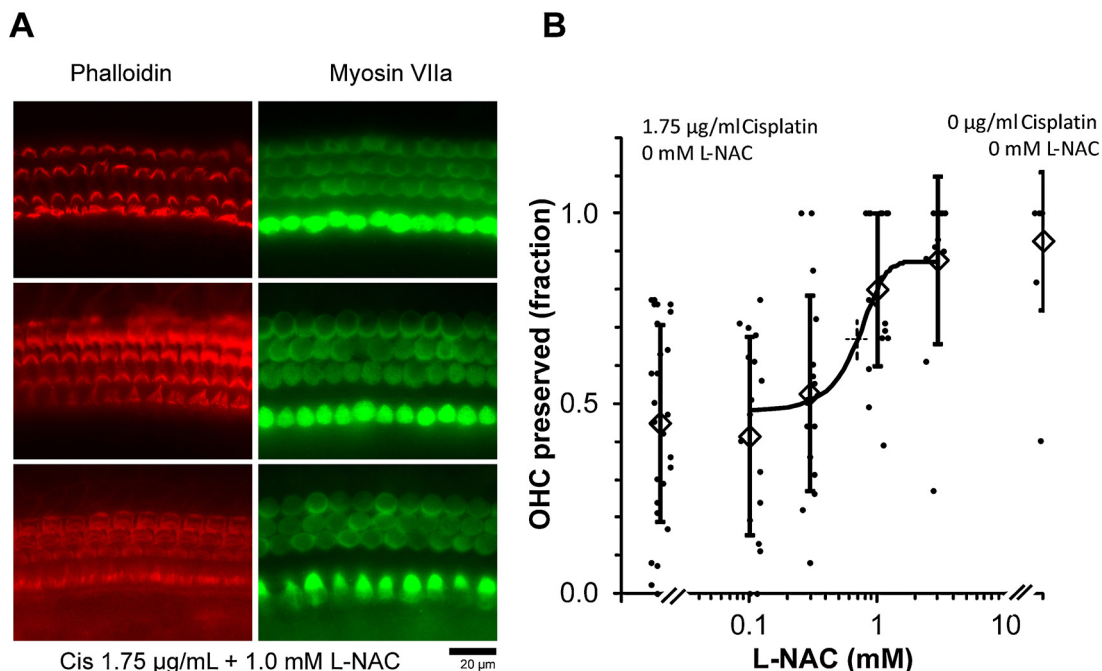 A
B
Phalloidin
Myosin VIIa
Cis 1.75 µg/mL + 1.0 mM L-NAC
20 µm
1.75 µg/ml Cisplatin
0 mM L-NAC
0 µg/ml Cisplatin
0 mM L-NAC
OHC preserved (fraction)
1.0
0.5
0.0
0.1
1
10
L-NAC (mM)